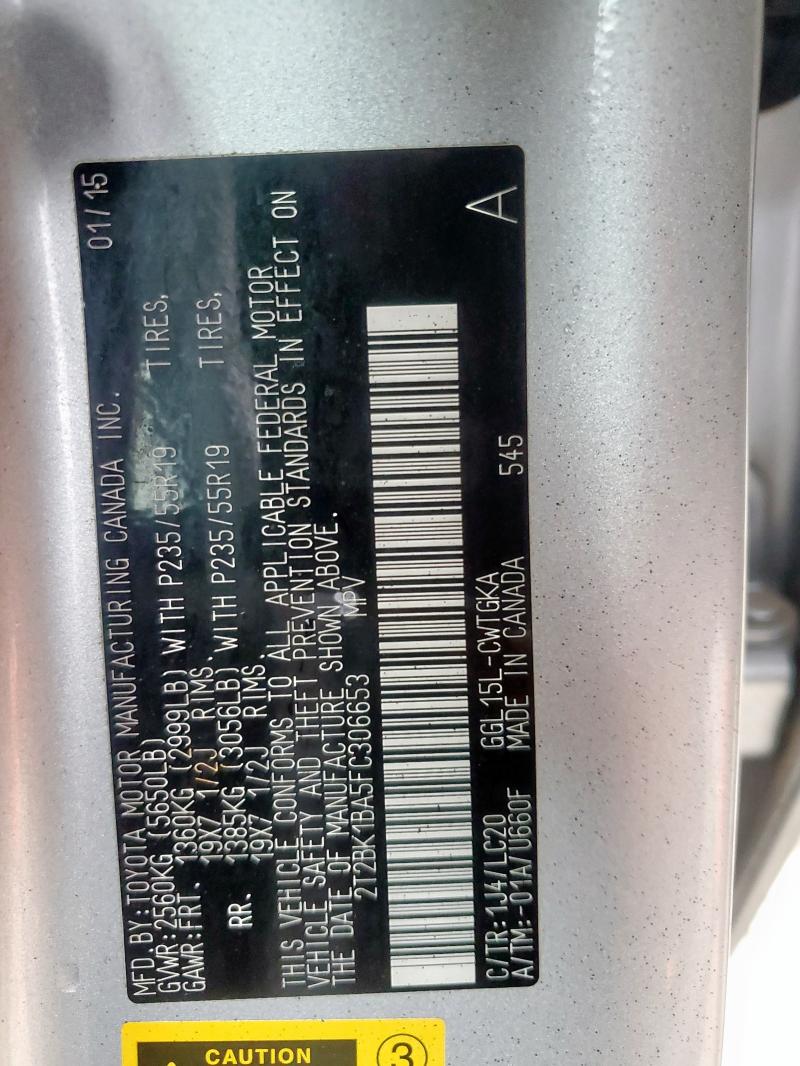 MFD.BY:TOYOTA MOTOR MANUFACTURING CANADA INC. 01/15
GVWR:2560KG (5650LB)
GAWR:FRT. 1360KG (2999LB) WITH P235/55R19 TIRES,
19X7 1/2J RIMS.
RR. 1385KG (3056LB) WITH P235/55R19 TIRES,
19X7 1/2J RIMS.
THIS VEHICLE CONFORMS TO ALL APPLICABLE FEDERAL MOTOR
VEHICLE SAFETY AND THEFT PREVENTION STANDARDS IN EFFECT ON
THE DATE OF MANUFACTURE SHOWN ABOVE.
2T2BK1BA5FC306653 MPV
C/TR:1J4/LC20 GGL15L-CWTGKA
A/TM:-01A/U660F MADE IN CANADA 545
A
CAUTION
3